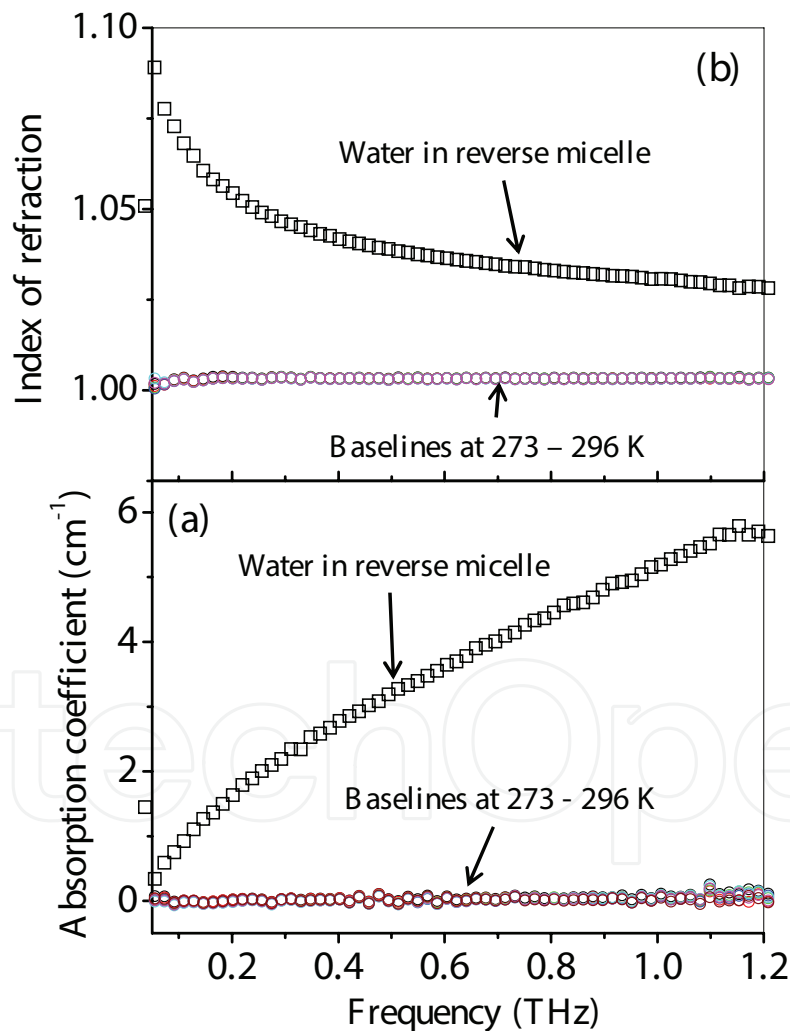 1.10
(b)
Water in reverse micelle
1.05
Index of refraction
1.00
Baselines at 273 – 296 K
6
(a)
Water in reverse micelle
4
Absorption coefficient (cm⁻¹)
2
Baselines at 273 - 296 K
0
0.2 0.4 0.6 0.8 1.0 1.2
Frequency (THz)
techOpe